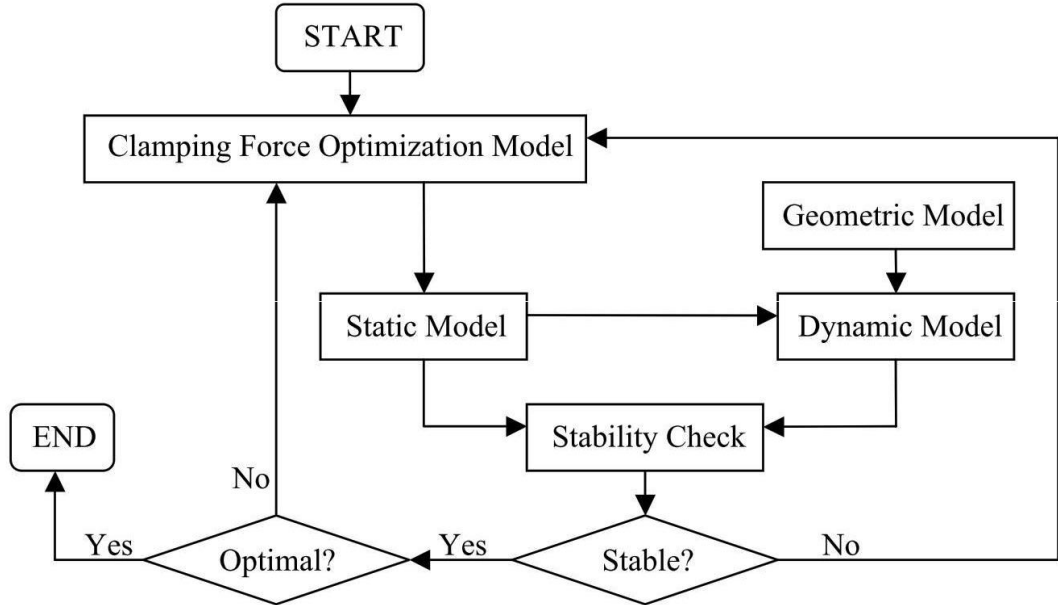 START
Clamping Force Optimization Model
Geometric Model
Static Model
Dynamic Model
Stability Check
END
No
Yes
Optimal?
Yes
Stable?
No